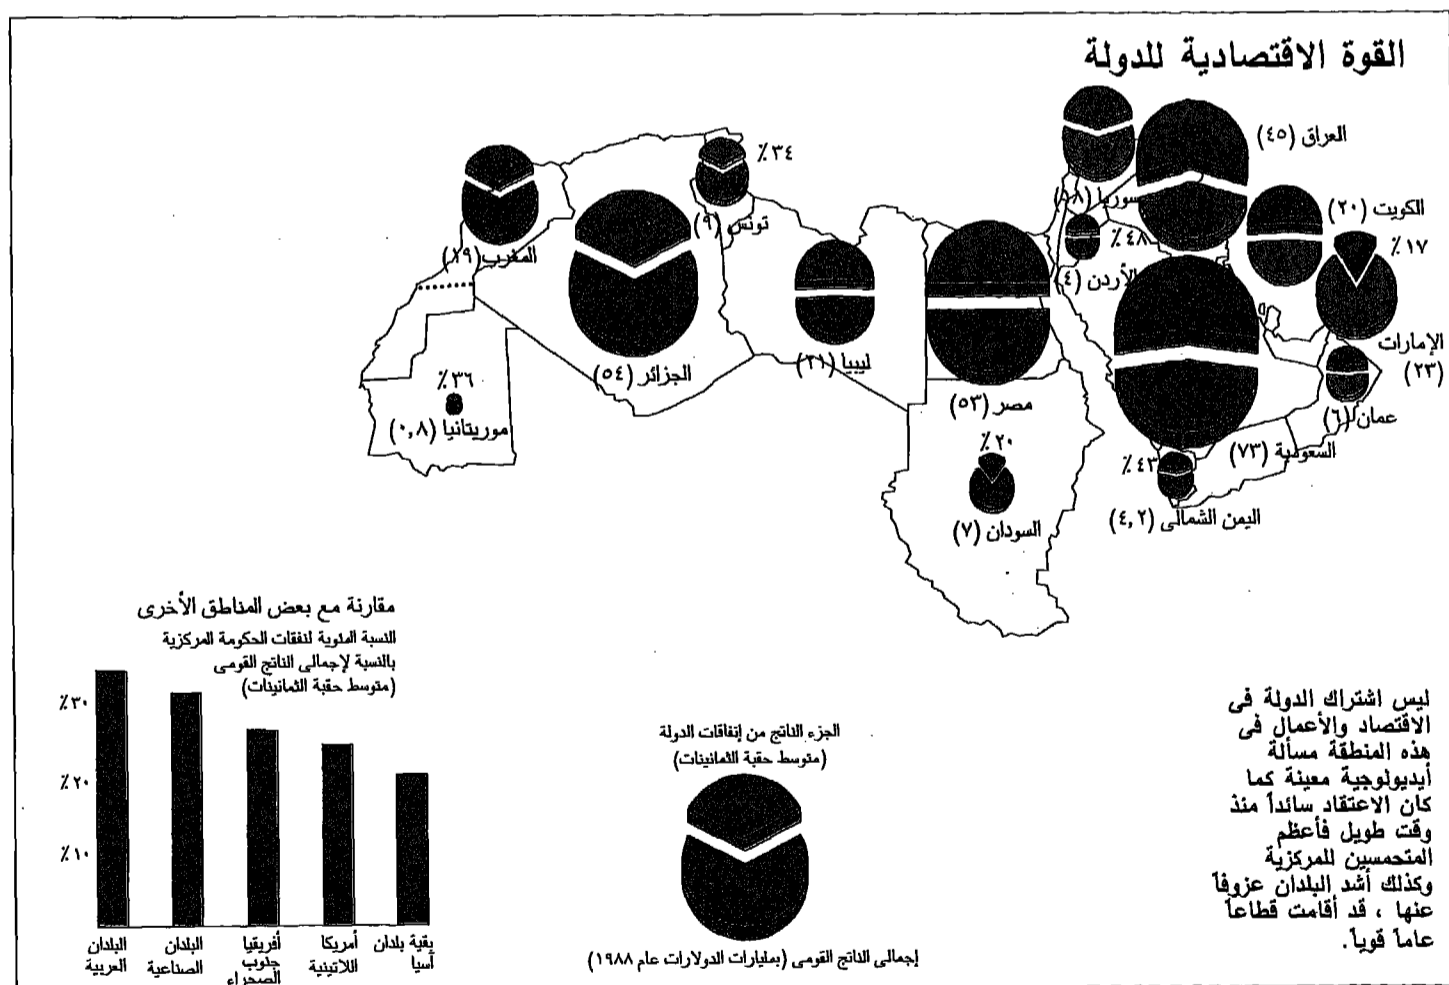 القوة الاقتصادية للدولة
العراق (٤٥)
سوريا
الكويت (٢٠)
٪ ١٧
الإمارات
(٢٣)
٪ ٤٨
الأردن (٤)
عمان (٦)
السعودية (٧٣)
٪ ٤٣
اليمن الشمالى (٤,٢)
مصر (٥٣)
٪ ٢٠
السودان (٧)
ليبيا
٪ ٣٤
تونس (٩)
الجزائر (٥٤)
المغرب
٪ ٣٦
موريتانيا (٠,٨)
ليس اشتراك الدولة فى
الاقتصاد والأعمال فى
هذه المنطقة مسألة
أيديولوجية معينة كما
كان الاعتقاد سائداً منذ
وقت طويل فأعظم
المتحمسين للمركزية
وكذلك أشد البلدان عزوفاً
عنها ، قد أقامت قطاعاً
عاماً قوياً.
الجزء الناتج من إنفاقات الدولة
(متوسط حقبة الثمانينات)
إجمالى الناتج القومى (بمليارات الدولارات عام ١٩٨٨)
مقارنة مع بعض المناطق الأخرى
النسبة المئوية لنفقات الحكومة المركزية
بالنسبة لإجمالى الناتج القومى
(متوسط حقبة الثمانينات)
٪ ٣٠
٪ ٢٠
٪ ١٠
البلدان
العربية
البلدان
الصناعية
أفريقيا
جنوب
الصحراء
أمريكا
اللاتينية
بقية بلدان
آسيا